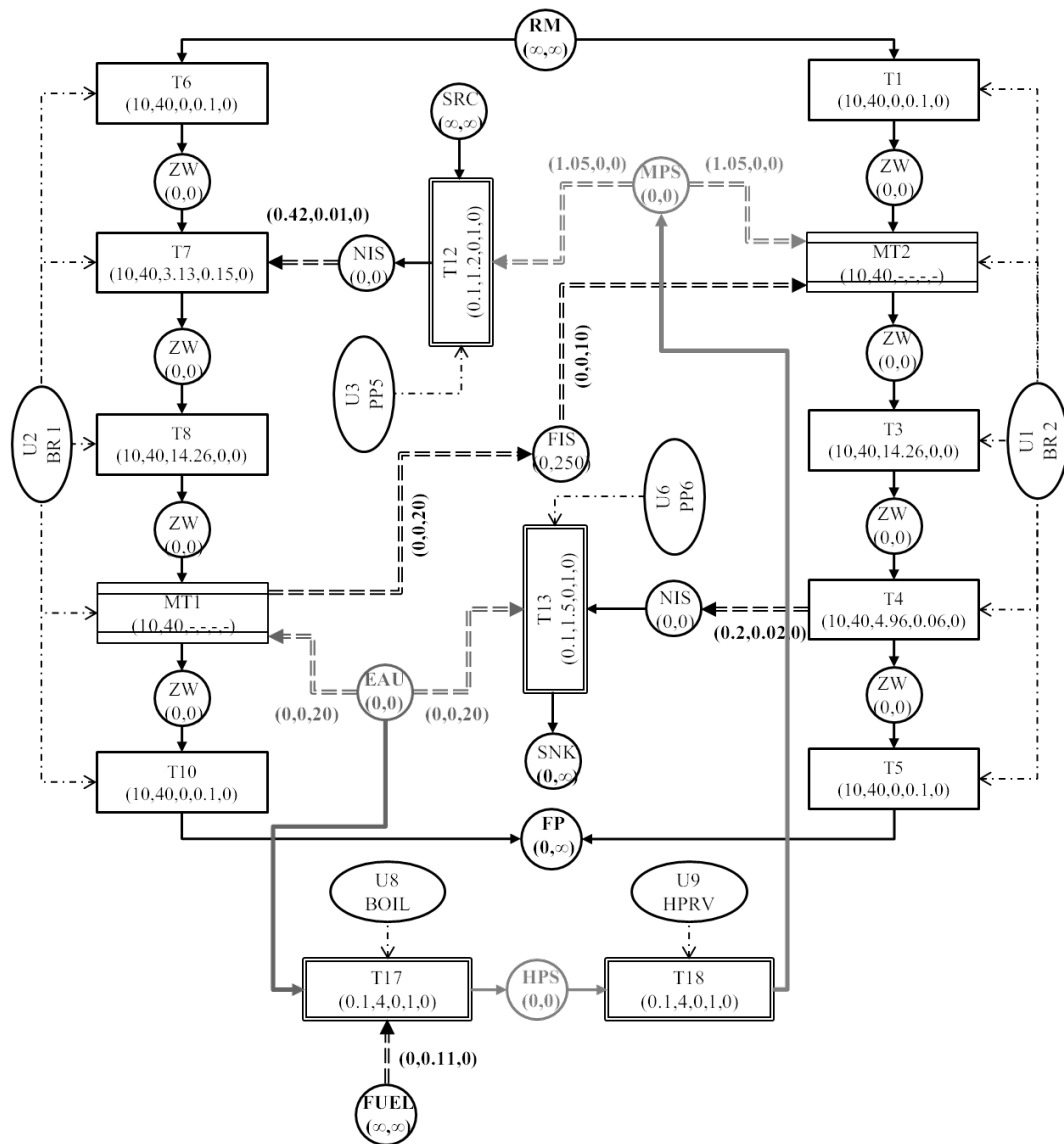 RM
(∞,∞)
T6
(10,40,0,0.1,0)
T1
(10,40,0,0.1,0)
SRC
(∞,∞)
ZW
(0,0)
ZW
(0,0)
(1.05,0,0)
MPS
(0,0)
(1.05,0,0)
(0.42,0.01,0)
T7
(10,40,3.13,0.15,0)
NIS
(0,0)
T12
(0.1,1.2,0,1,0)
MT2
(10,40,-,-,-,-)
ZW
(0,0)
ZW
(0,0)
(0,0,10)
U3
PP5
U2
BR 1
T8
(10,40,14.26,0,0)
FIS
(0,250)
T3
(10,40,14.26,0,0)
U1
BR 2
U6
PP6
(0,0,20)
ZW
(0,0)
ZW
(0,0)
MT1
(10,40,-,-,-,-)
T13
(0.1,1.5,0,1,0)
NIS
(0,0)
(0.2,0.02,0)
T4
(10,40,4.96,0.06,0)
ZW
(0,0)
EAU
(0,0)
(0,0,20)
(0,0,20)
ZW
(0,0)
SNK
(0,∞)
T10
(10,40,0,0.1,0)
T5
(10,40,0,0.1,0)
FP
(0,∞)
U8
BOIL
U9
HPRV
T17
(0.1,4,0,1,0)
HPS
(0,0)
T18
(0.1,4,0,1,0)
(0,0.11,0)
FUEL
(∞,∞)